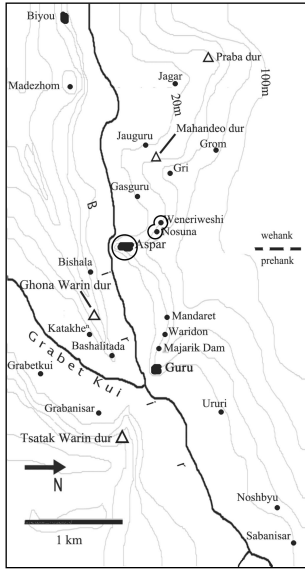 Biyou
Praba dur
Jagar
Madezhom
100m
20m
Mahandeo dur
Jauguru
Grom
Gri
Gasguru
Weneriweshi
Nosuna
Aspar
wehank
prehank
Bishala
Ghona Warin dur
Mandaret
Waridon
Majarik Dam
Katakheⁿ
Bashalitada
Guru
Grabetkui
Grabet Kui
Birir
Grabanisar
Ururi
Tsatak Warin dur
N
1 km
Noshbyu
Sabanisar